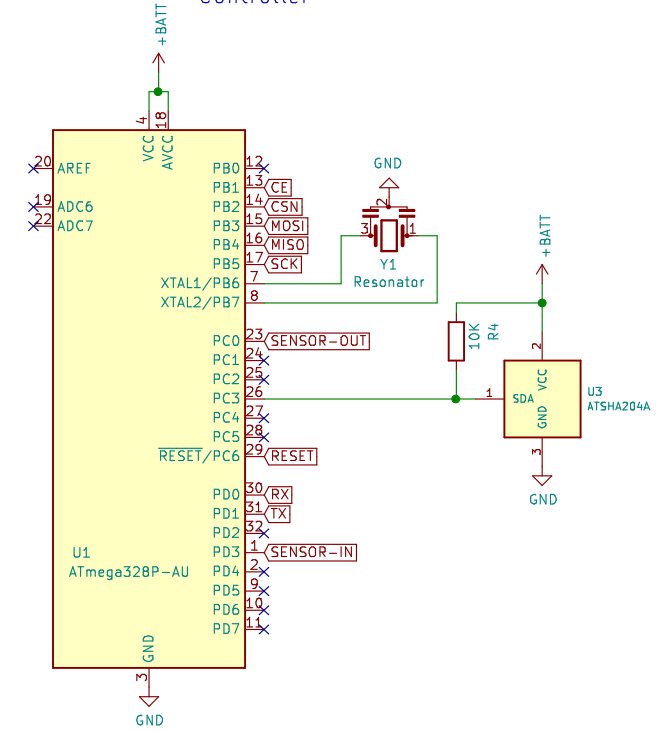 Controller
+BATT
4
18
VCC
AVCC
20 AREF
19 ADC6
22 ADC7
PB0 12
PB1 13 CE
PB2 14 CSN
PB3 15 MOSI
PB4 16 MISO
PB5 17 SCK
XTAL1/PB6 7
XTAL2/PB7 8
PC0 23 SENSOR-OUT
PC1 24
PC2 25
PC3 26
PC4 27
PC5 28
RESET/PC6 29 RESET
PD0 30 RX
PD1 31 TX
PD2 32
PD3 1 SENSOR-IN
PD4 2
PD5 9
PD6 10
PD7 11
U1
ATmega328P-AU
GND
3
GND
GND
2
3 1
Y1
Resonator
+BATT
10K R4
2
VCC
1 SDA
GND
3
U3
ATSHA204A
GND